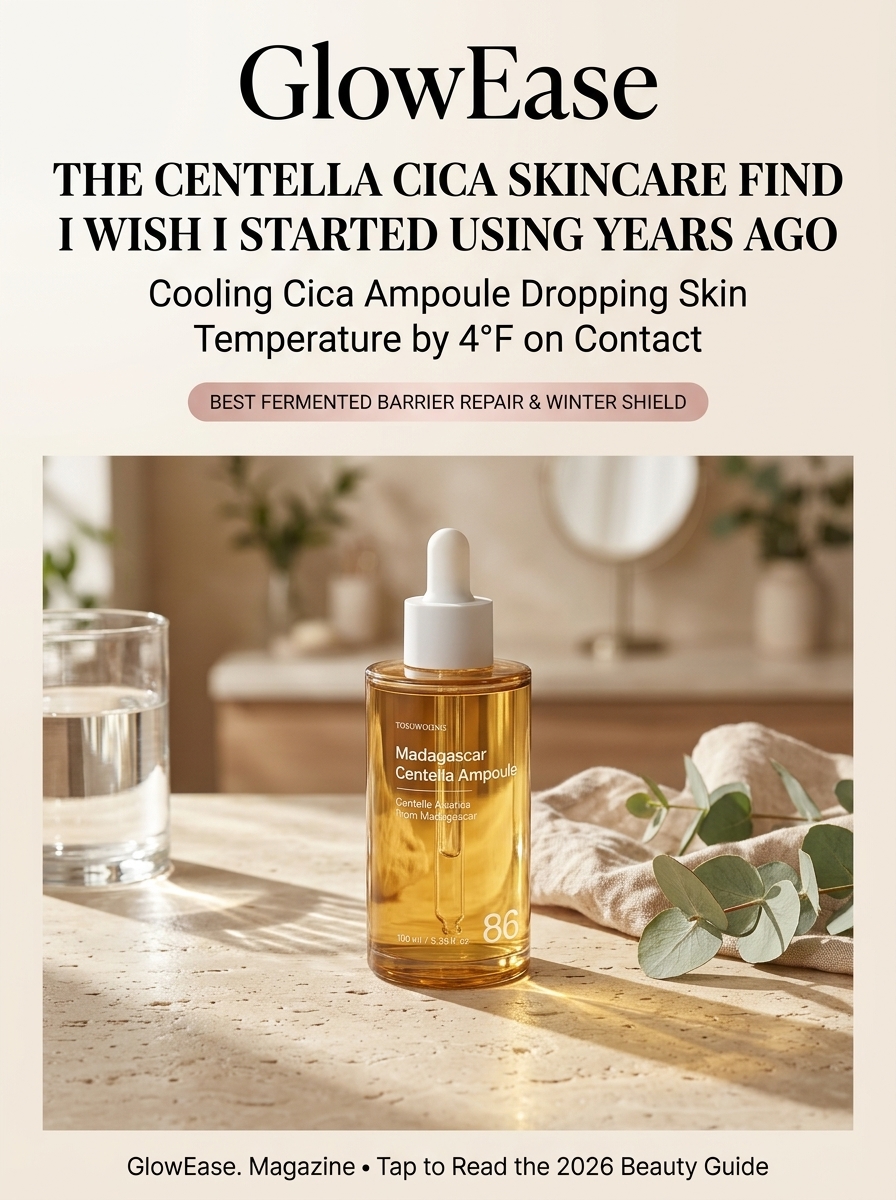 GlowEase
THE CENTELLA CICA SKINCARE FIND
I WISH I STARTED USING YEARS AGO
Cooling Cica Ampoule Dropping Skin
Temperature by 4°F on Contact
BEST FERMENTED BARRIER REPAIR & WINTER SHIELD
Madagascar
Centella Ampoule
Centelle
from
86
GlowEase. Magazine • Tap to Read the 2026 Beauty Guide